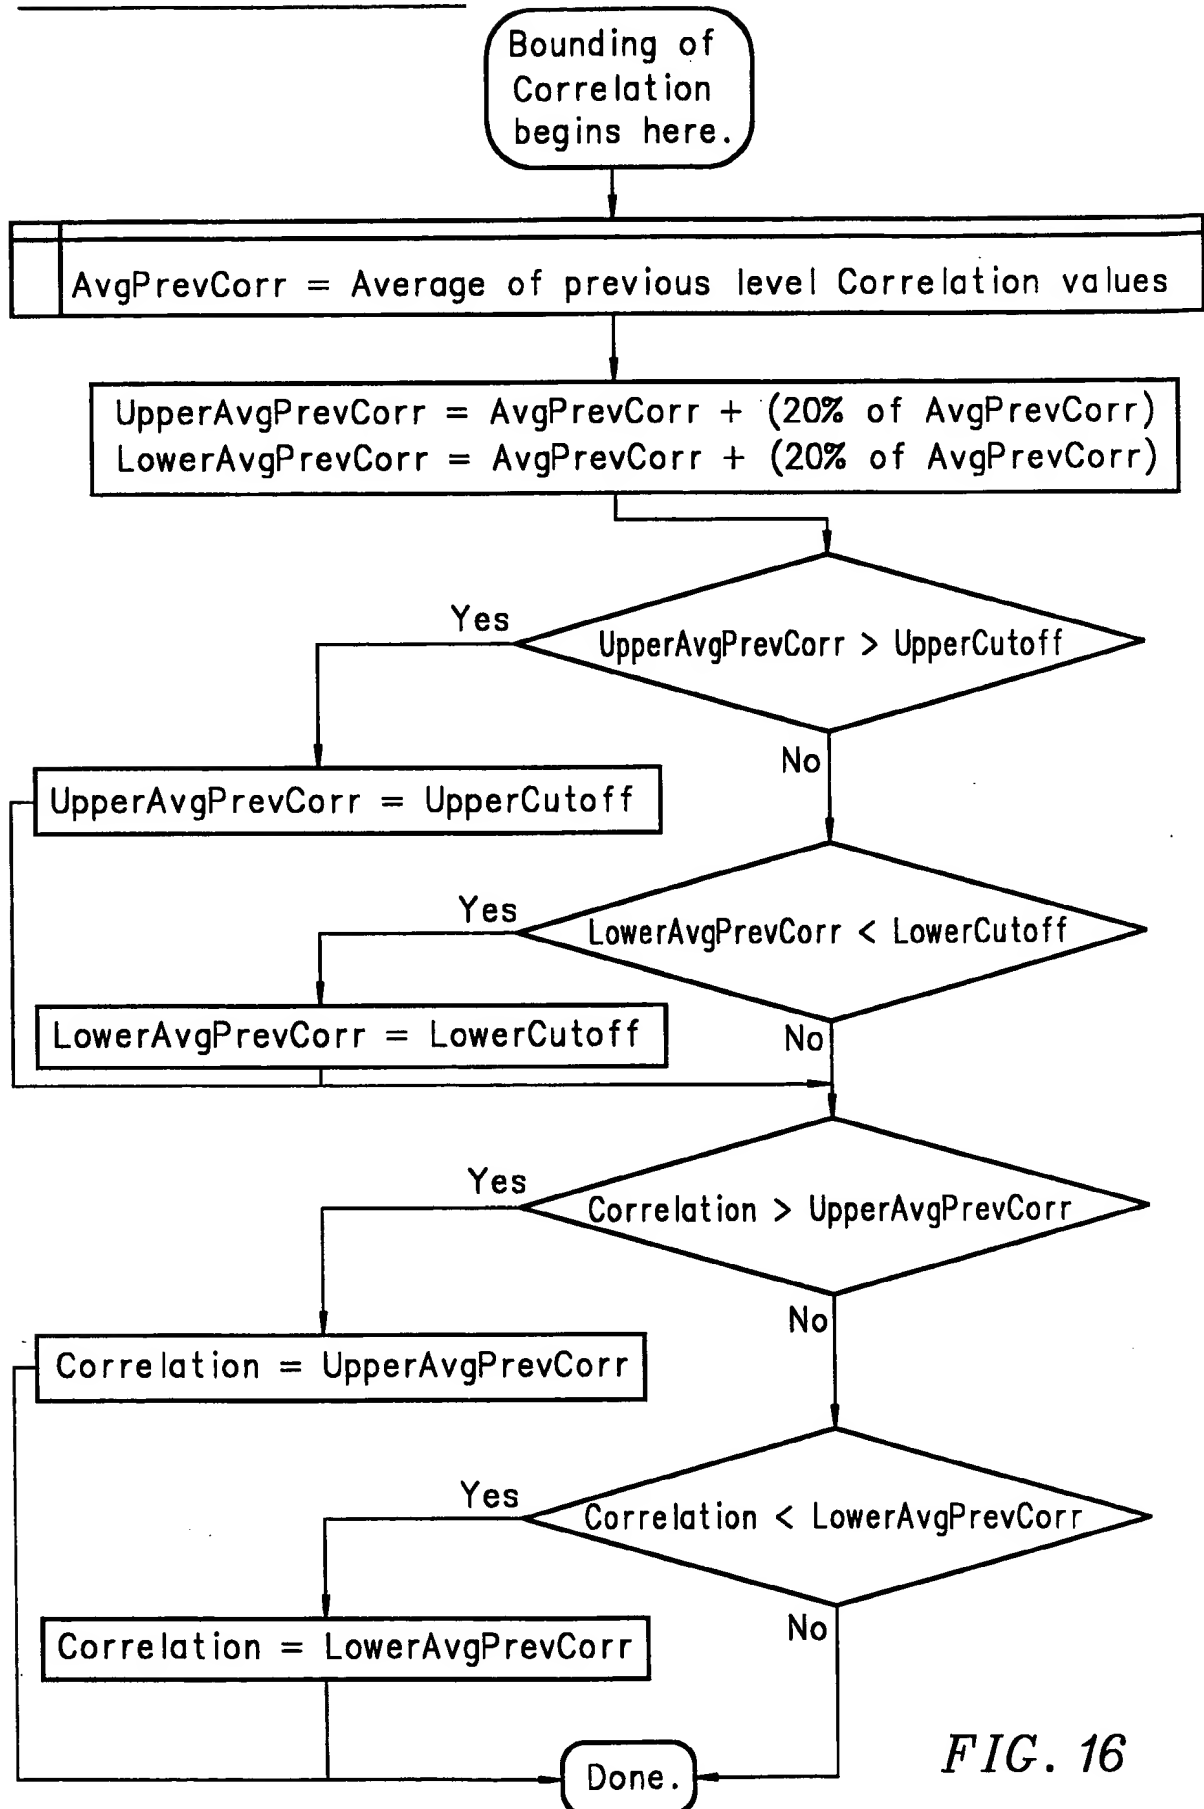 Bounding of
Correlation
begins here.
AvgPrevCorr = Average of previous level Correlation values
UpperAvgPrevCorr = AvgPrevCorr + (20% of AvgPrevCorr)
LowerAvgPrevCorr = AvgPrevCorr + (20% of AvgPrevCorr)
UpperAvgPrevCorr > UpperCutoff
Yes
No
UpperAvgPrevCorr = UpperCutoff
LowerAvgPrevCorr < LowerCutoff
Yes
No
LowerAvgPrevCorr = LowerCutoff
Correlation > UpperAvgPrevCorr
Yes
No
Correlation = UpperAvgPrevCorr
Correlation < LowerAvgPrevCorr
Yes
No
Correlation = LowerAvgPrevCorr
Done.
FIG. 16